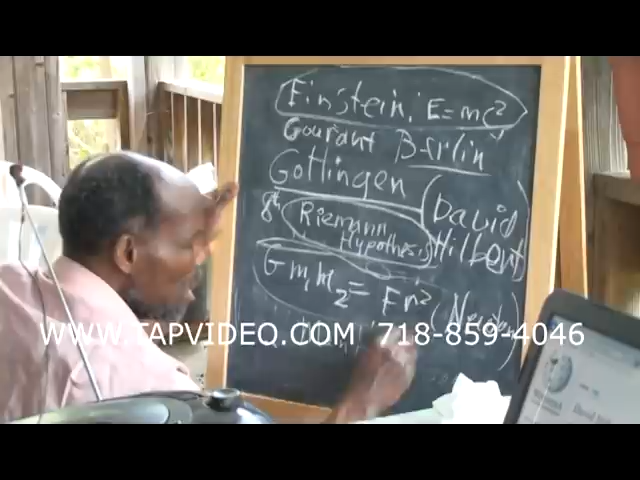 Einstein: E=mc²
Courant Berlin
Gottingen
(David Hilbert)
8th Riemann Hypothesis
Gm₁m₂ = Fr²
WWW.TAPVIDEO.COM 718-859-4046